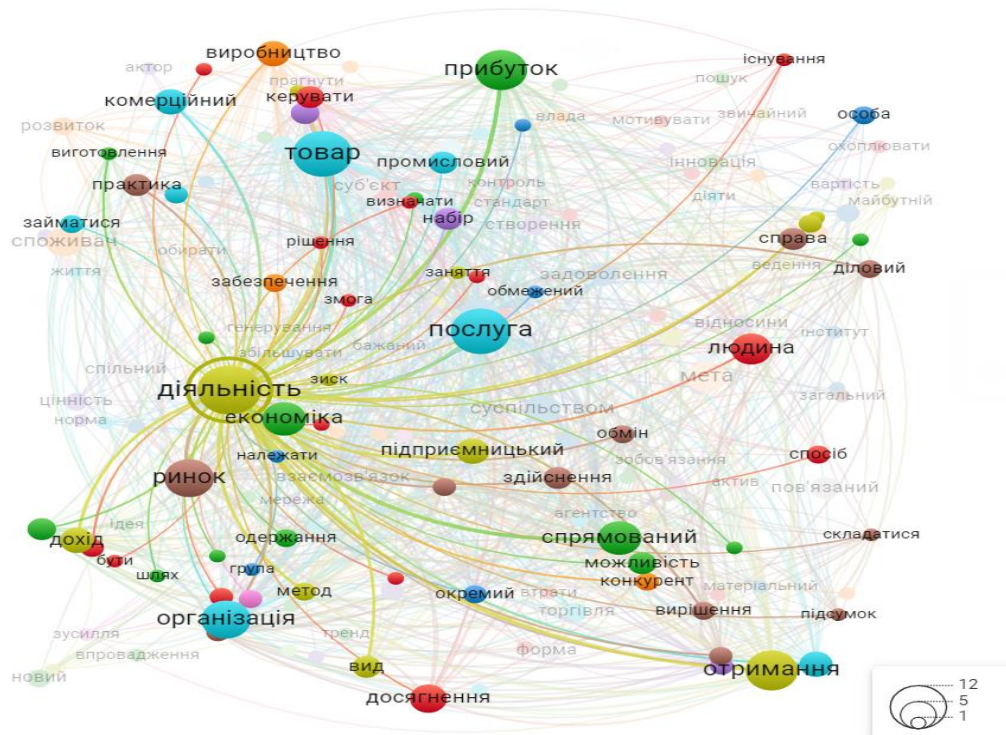 виробництво
прибуток
існування
актор
прагнути
пошук
комерційний
керувати
влада
мотивувати
звичайний
особа
розвиток
виготовлення
товар
промисловий
інновація
охоплювати
практика
суб'єкт
контроль
визначати
стандарт
діяти
вартість
майбутній
займатися
набір
створення
споживач
обирати
рішення
справа
життя
забезпечення
заняття
задоволення
ведення
діловий
змога
обмежений
генерування
послуга
відносини
інститут
збільшувати
бажаний
людина
спільний
діяльність
зиск
мета
цінність
суспільством
загальний
норма
економіка
належати
підприємницький
обмін
зобов'язання
спосіб
ринок
взаємозв'язок
здійснення
актив
пов'язаний
мережа
ідея
агентство
дохід
одержання
спрямований
складатися
бути
шлях
група
можливість
метод
окремий
втрати
конкурент
матеріальний
організація
торгівля
вирішення
підсумок
зусилля
тренд
впровадження
вид
форма
отримання
новий
досягнення
12
5
1